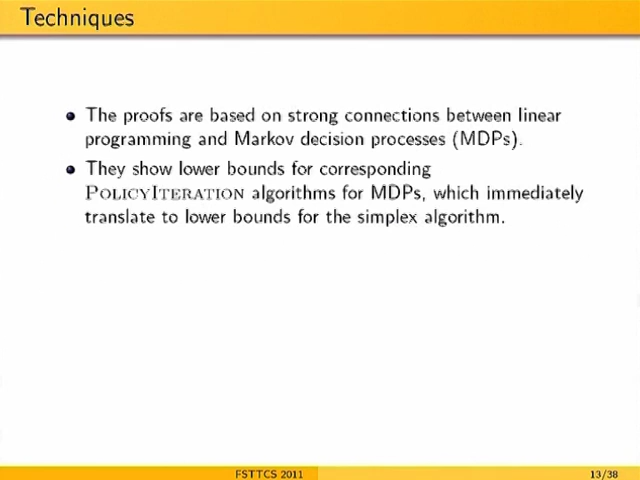 Techniques
The proofs are based on strong connections between linear
programming and Markov decision processes (MDPs).
They show lower bounds for corresponding
POLICYITERATION algorithms for MDPs, which immediately
translate to lower bounds for the simplex algorithm.
FSTTCS 2011
13/38